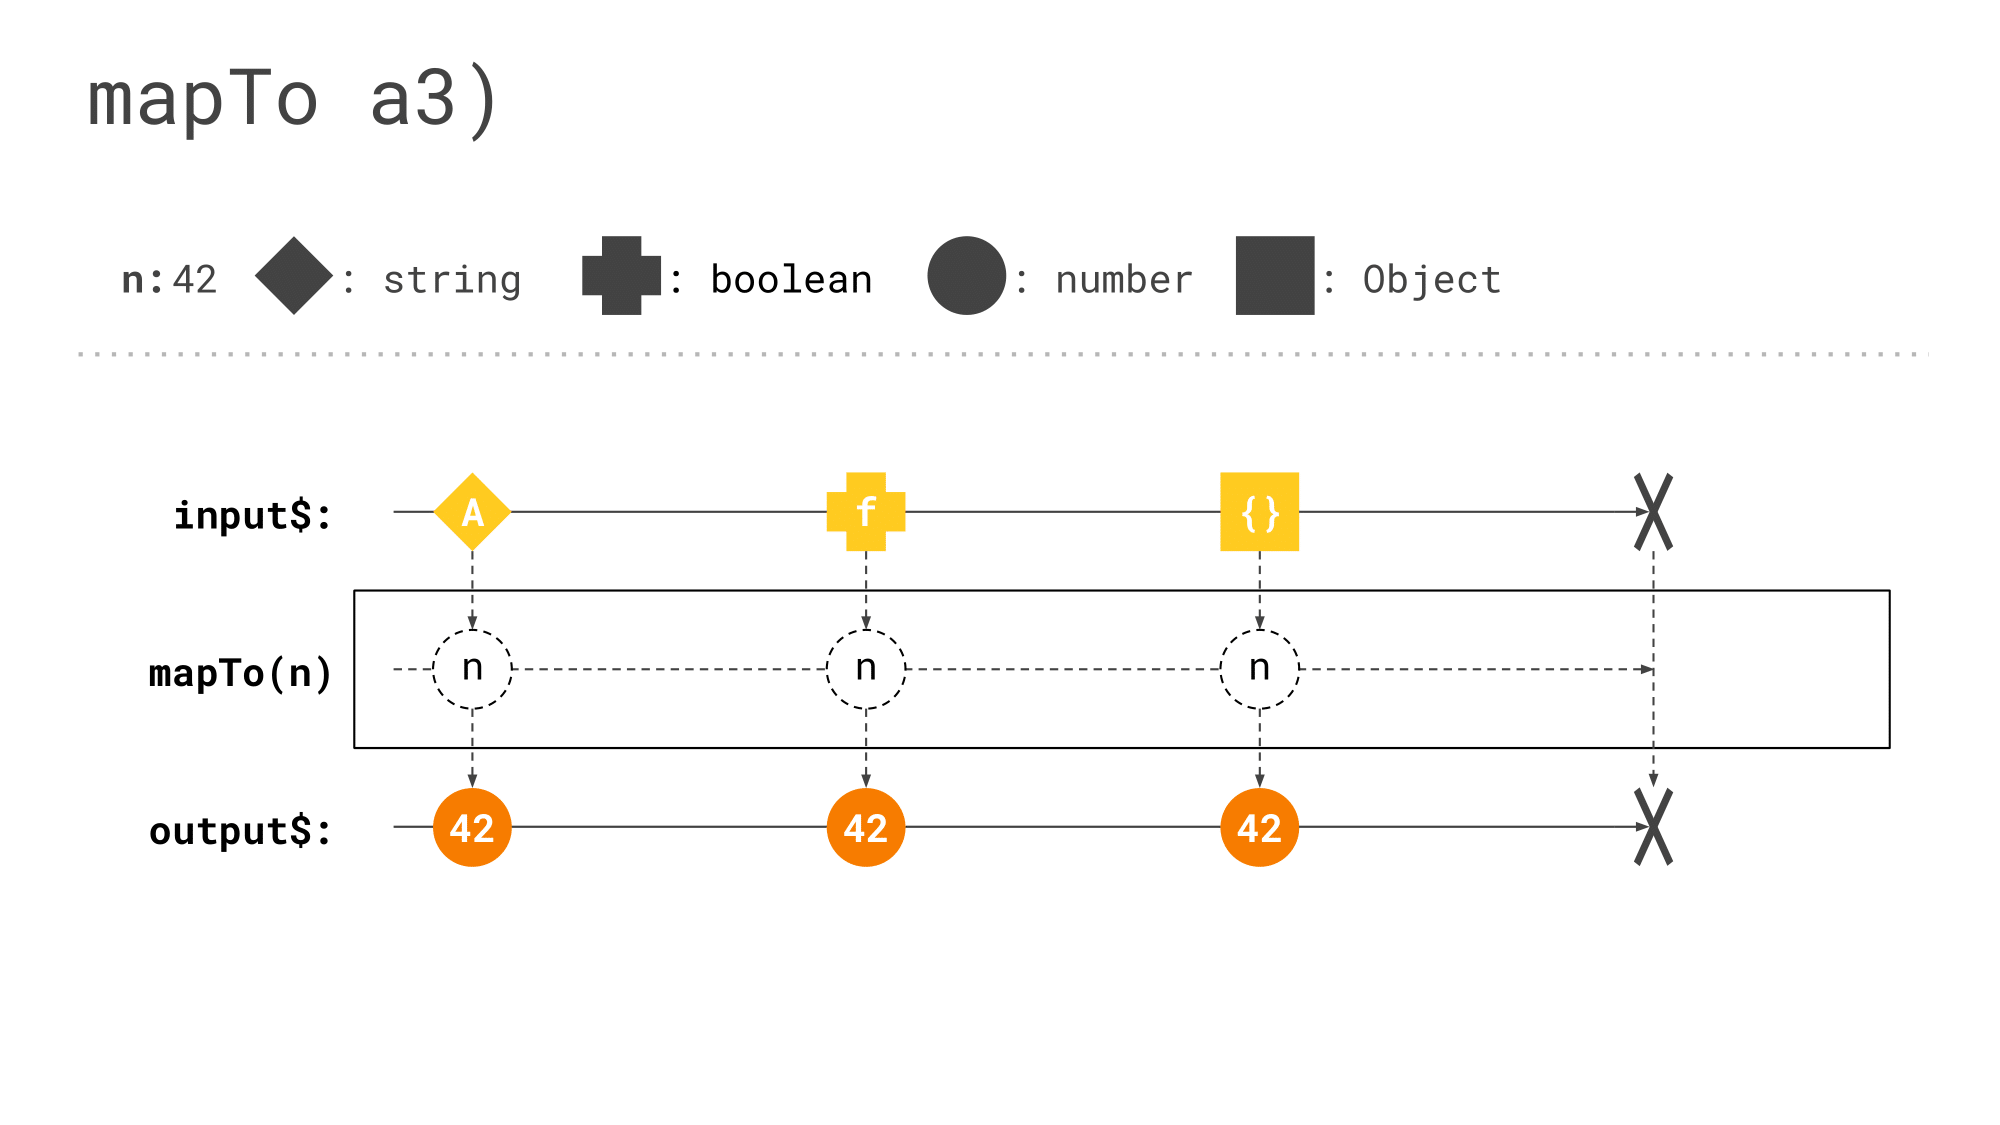 mapTo a3)
n:42 : string : boolean : number : Object
input$: A f {}
mapTo(n) n n n
output$: 42 42 42